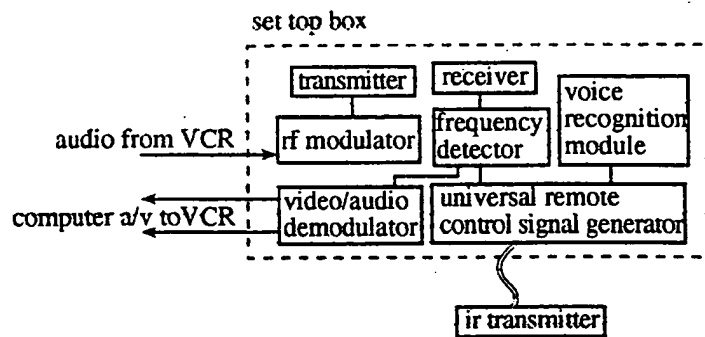 set top box
transmitter
receiver
voice
recognition
module
audio from VCR
rf modulator
frequency
detector
computer a/v toVCR
video/audio
demodulator
universal remote
control signal generator
ir transmitter